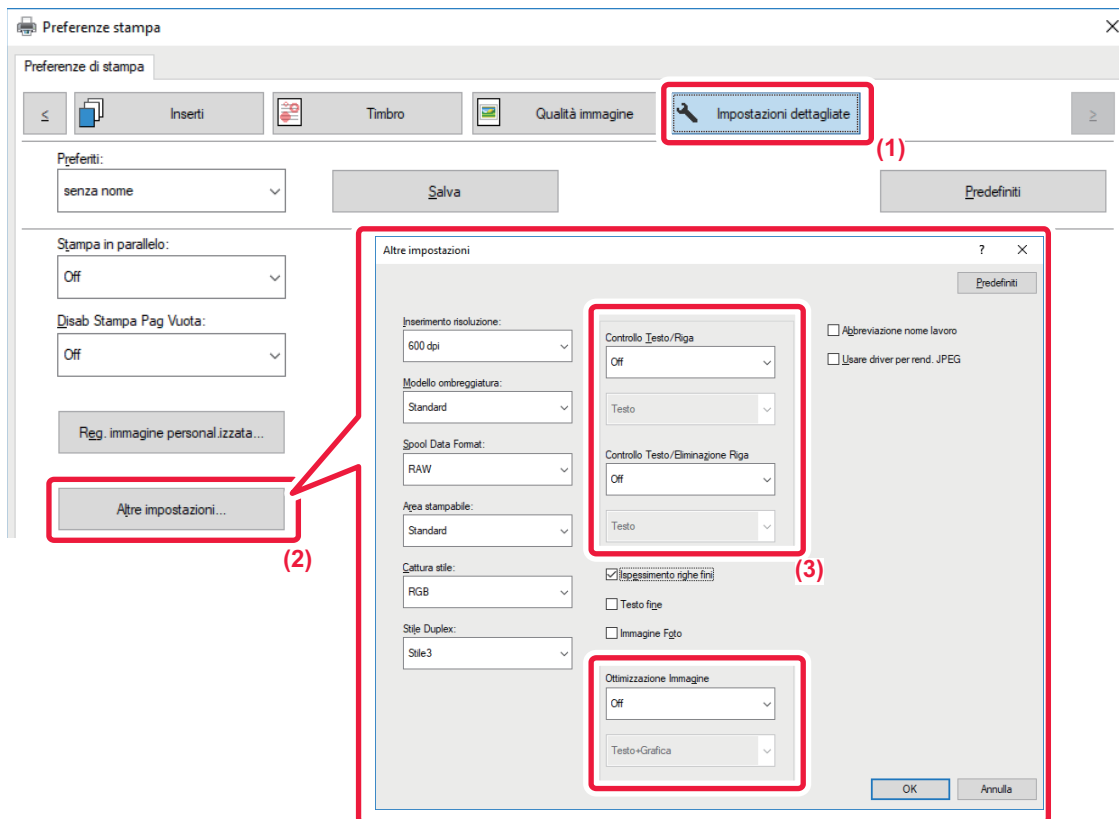 Preferenze stampa
Preferenze di stampa
< Inserti Timbro Qualità immagine Impostazioni dettagliate >
(1)
Preferiti:
senza nome Salva Predefiniti
Stampa in parallelo:
Off
Disab Stampa Pag Vuota:
Off
Reg. immagine personal.izzata...
Altre impostazioni...
(2)
Altre impostazioni ?
Predefiniti
Inserimento risoluzione:
600 dpi
Modello ombreggiatura:
Standard
Spool Data Format:
RAW
Area stampabile:
Standard
Cattura stile:
RGB
Stile Duplex:
Stile3
Controllo Testo/Riga
Off
Testo
Controllo Testo/Eliminazione Riga
Off
Testo
(3)
Ispessimento righe fini
Testo fine
Immagine Foto
Ottimizzazione Immagine
Off
Testo+Grafica
Abbreviazione nome lavoro
Usare driver per rend. JPEG
OK Annulla